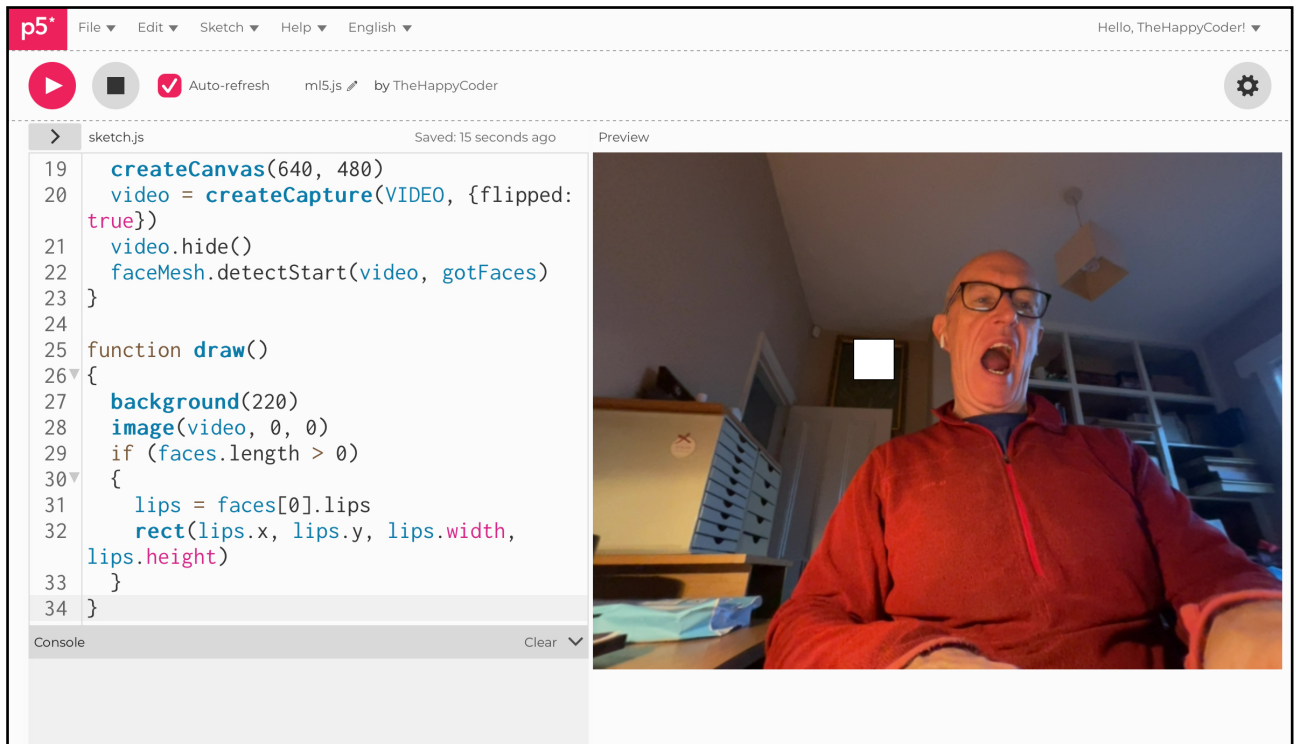 p5* File Edit Sketch Help English Hello, TheHappyCoder!
Auto-refresh ml5.js by TheHappyCoder
sketch.js Saved: 15 seconds ago Preview
19 createCanvas(640, 480)
20 video = createCapture(VIDEO, {flipped:
true})
21 video.hide()
22 faceMesh.detectStart(video, gotFaces)
23 }
24
25 function draw()
26 {
27 background(220)
28 image(video, 0, 0)
29 if (faces.length > 0)
30 {
31 lips = faces[0].lips
32 rect(lips.x, lips.y, lips.width,
lips.height)
33 }
34 }
Console Clear